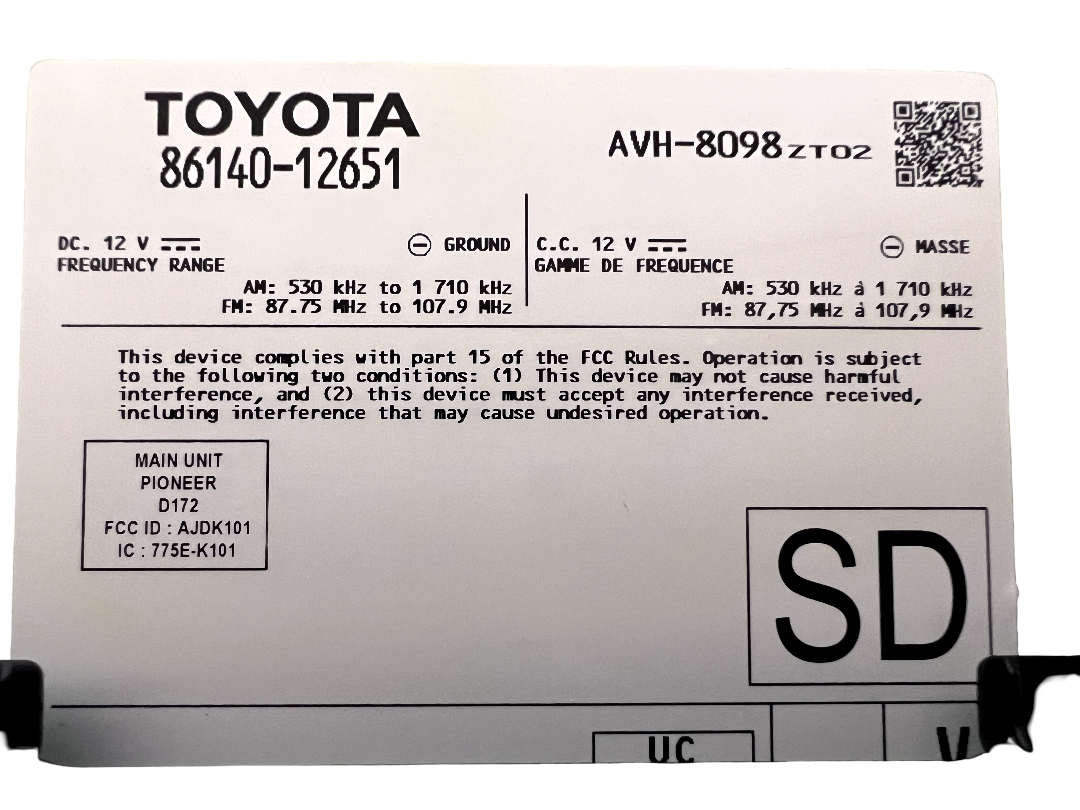 TOYOTA
86140-12651
AVH-8098ZT02
DC. 12 V
GROUND
FREQUENCY RANGE
AM: 530 kHz to 1 710 kHz
FM: 87.75 MHz to 107.9 MHz
C.C. 12 V
MASSE
GAMME DE FREQUENCE
AM: 530 kHz à 1 710 kHz
FM: 87,75 MHz à 107,9 MHz
This device complies with part 15 of the FCC Rules. Operation is subject
to the following two conditions: (1) This device may not cause harmful
interference, and (2) this device must accept any interference received,
including interference that may cause undesired operation.
MAIN UNIT
PIONEER
D172
FCC ID : AJDK101
IC : 775E-K101
SD
UC
V